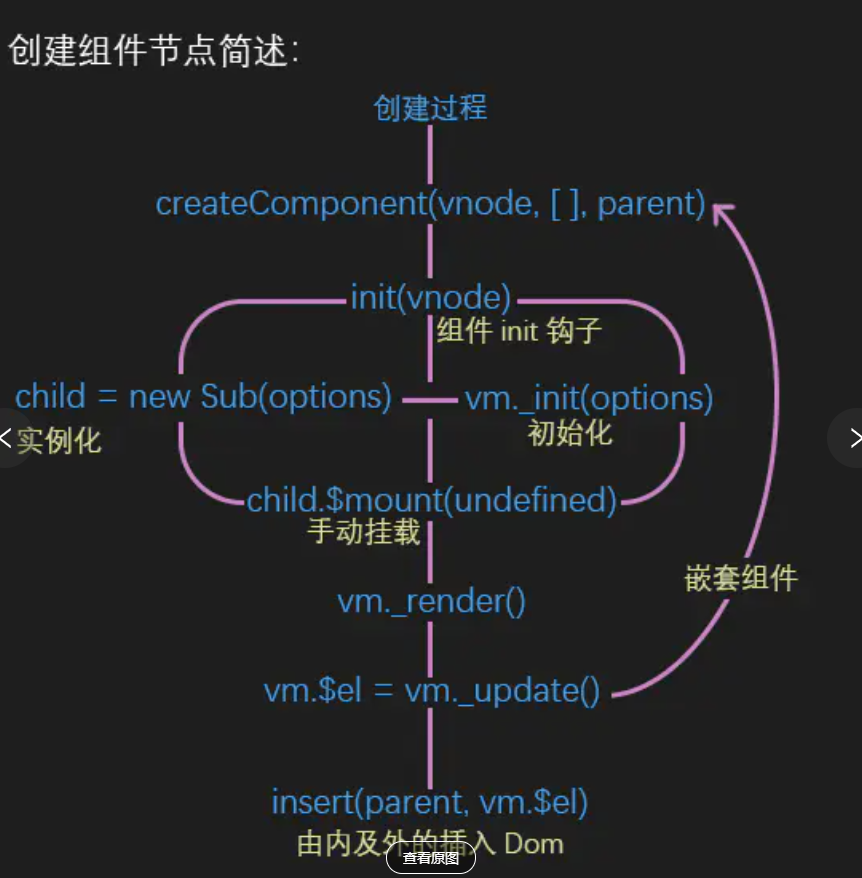 创建组件节点简述：
创建过程
createComponent(vnode, [ ], parent)
init(vnode)
组件 init 钩子
child = new Sub(options)
vm._init(options)
实例化
初始化
child.$mount(undefined)
手动挂载
vm._render()
嵌套组件
vm.$el = vm._update()
insert(parent, vm.$el)
由内及外的插入 Dom
查看原图